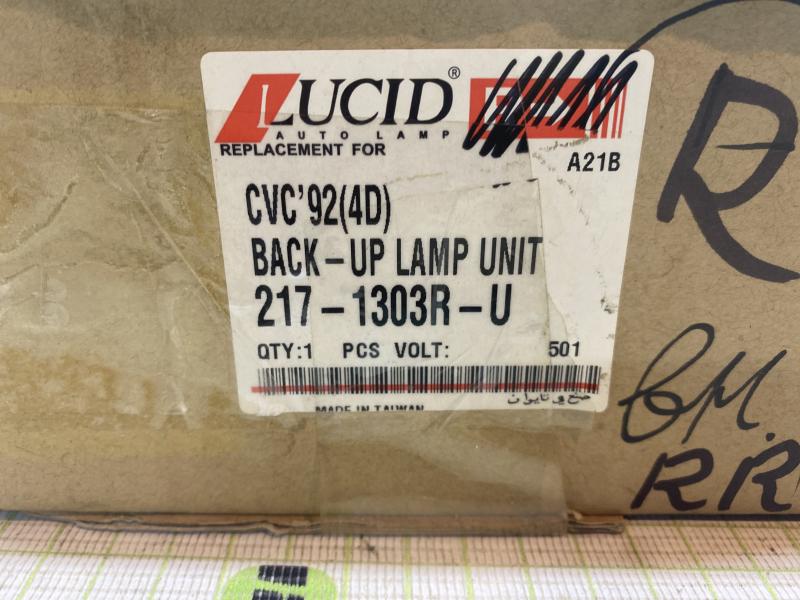 LUCID®
AUTO LAMP
REPLACEMENT FOR
A21B
CVC'92(4D)
BACK-UP LAMP UNIT
217-1303R-U
QTY:1 PCS VOLT: 501
MADE IN TAIWAN
صنع في تايوان
R
GM.
RR